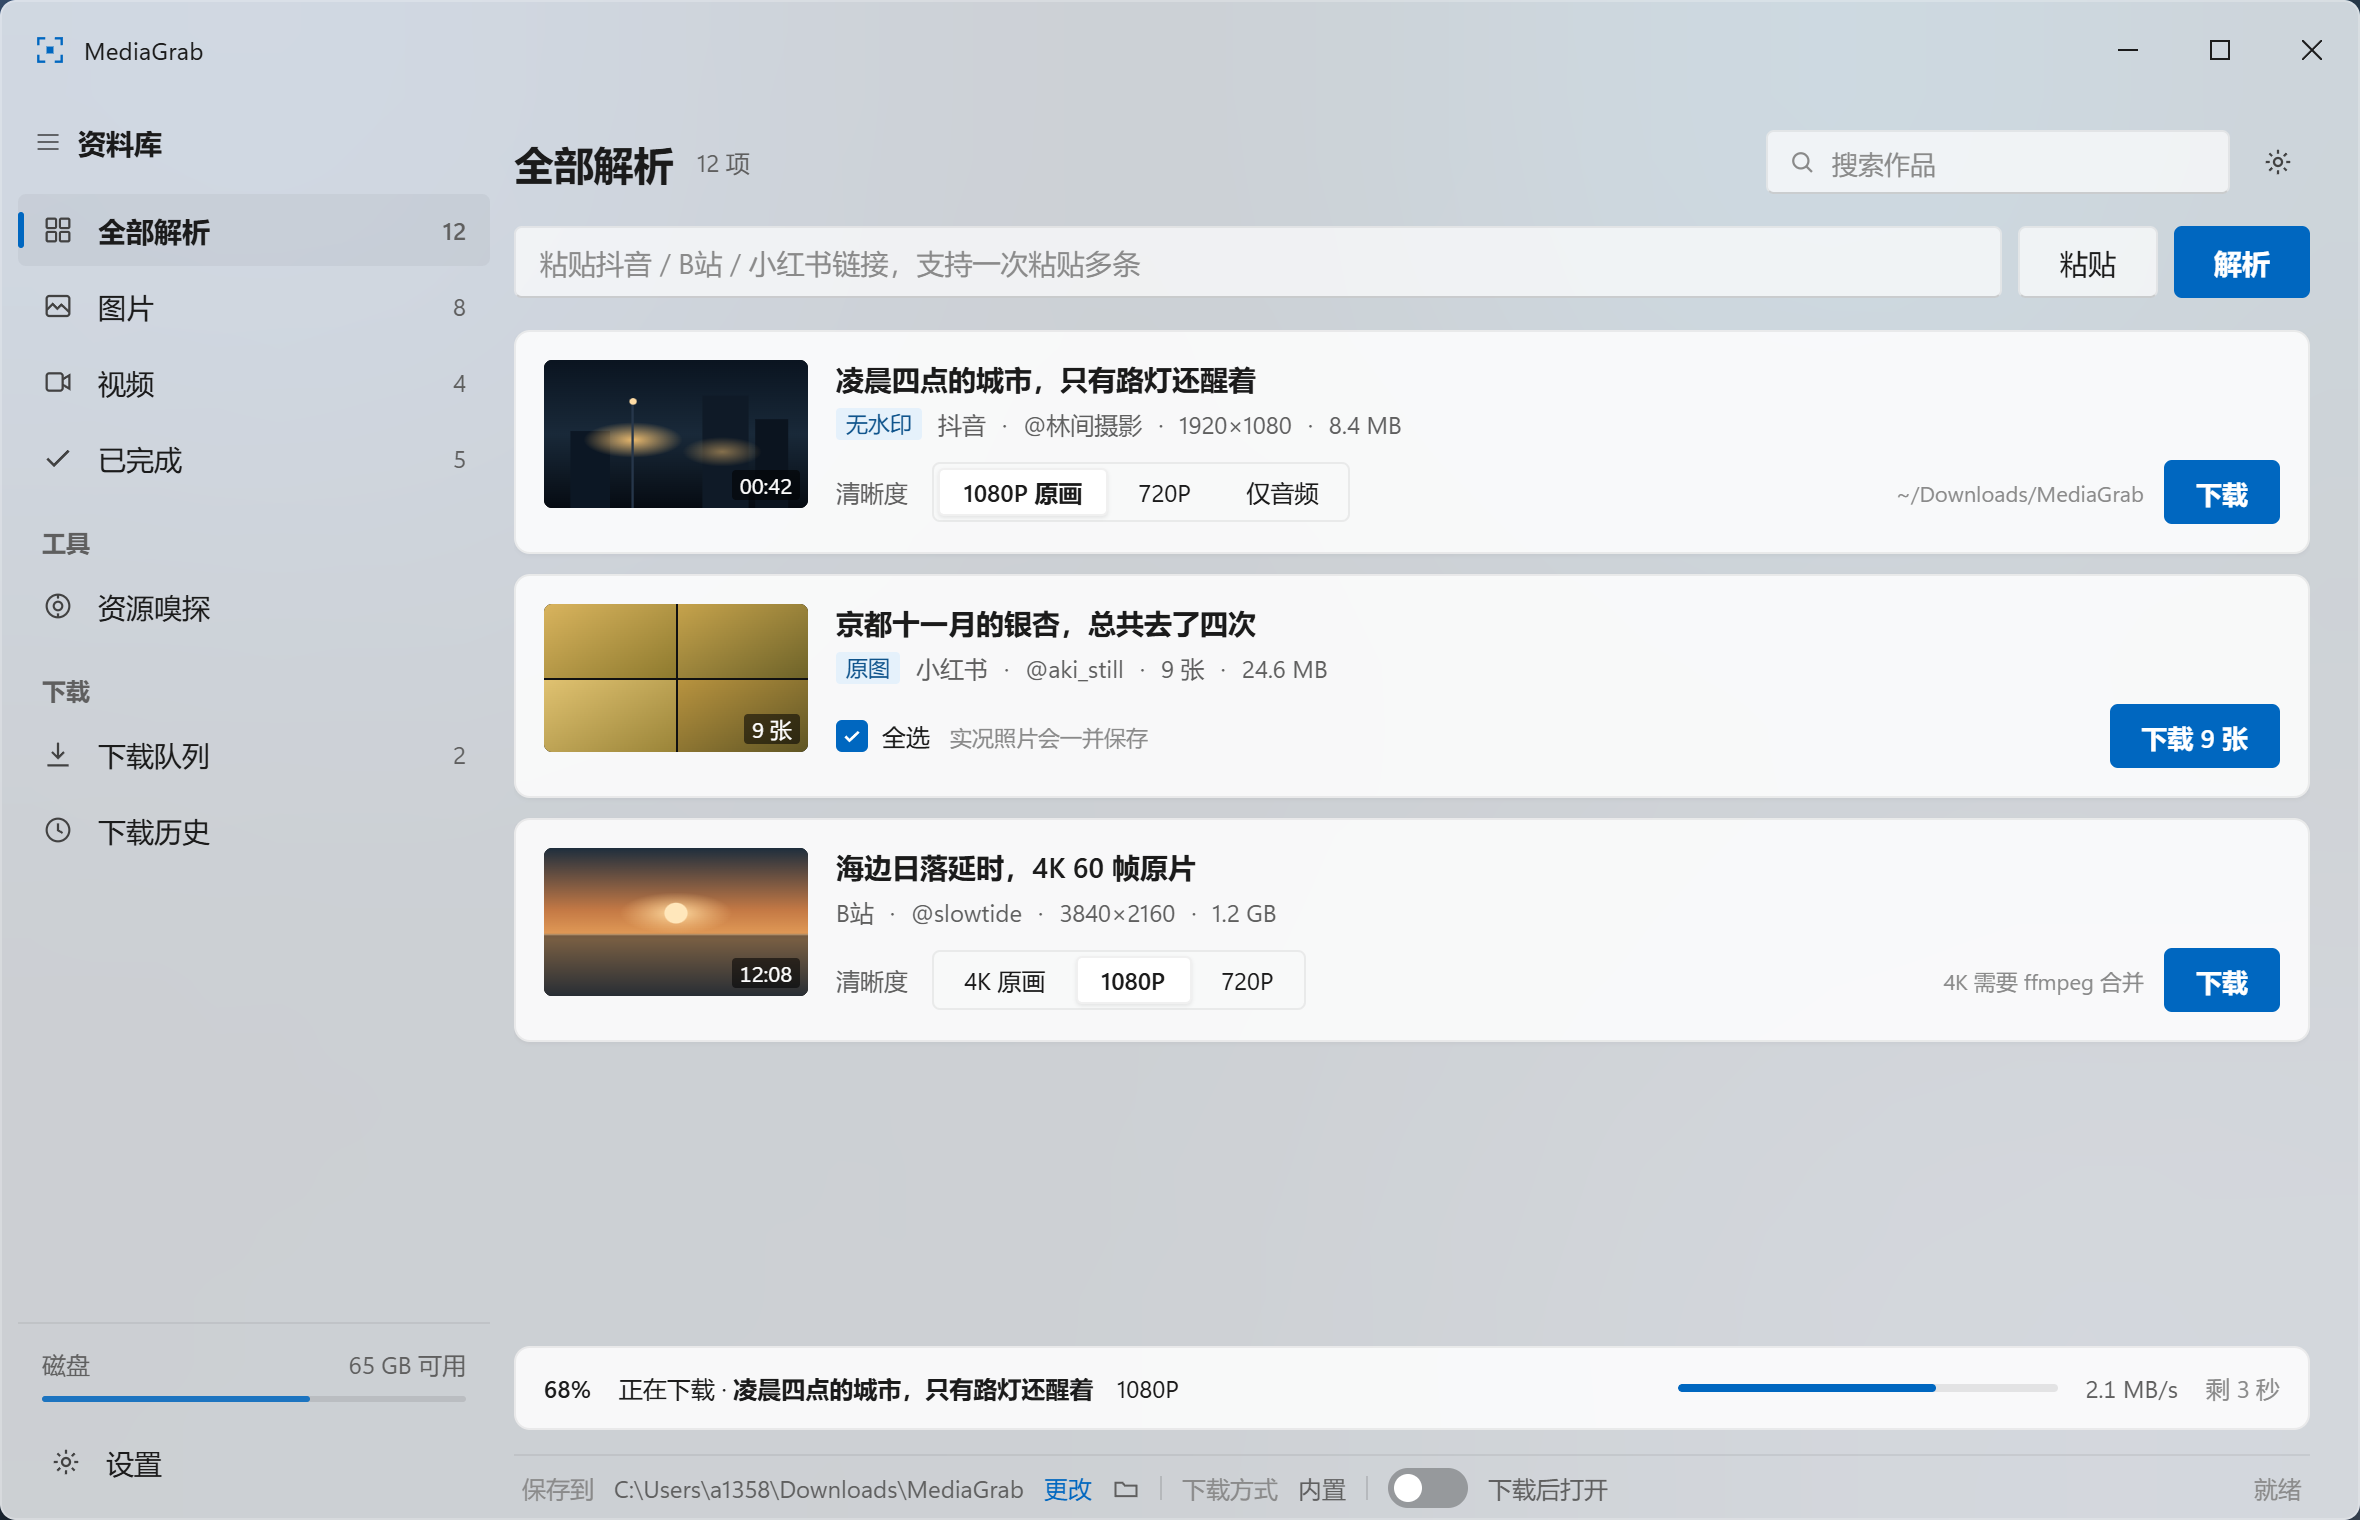 MediaGrab
资料库
全部解析 12
图片 8
视频 4
已完成 5
工具
资源嗅探
下载
下载队列 2
下载历史
磁盘 65 GB 可用
设置
全部解析 12 项
搜索作品
粘贴抖音 / B站 / 小红书链接，支持一次粘贴多条
粘贴
解析
00:42
凌晨四点的城市，只有路灯还醒着
无水印 抖音 · @林间摄影 · 1920×1080 · 8.4 MB
清晰度 1080P 原画 720P 仅音频
~/Downloads/MediaGrab 下载
9 张
京都十一月的银杏，总共去了四次
原图 小红书 · @aki_still · 9 张 · 24.6 MB
全选 实况照片会一并保存
下载 9 张
12:08
海边日落延时，4K 60 帧原片
B站 · @slowtide · 3840×2160 · 1.2 GB
清晰度 4K 原画 1080P 720P
4K 需要 ffmpeg 合并 下载
68% 正在下载 · 凌晨四点的城市，只有路灯还醒着 1080P 2.1 MB/s 剩 3 秒
保存到 C:\Users\a1358\Downloads\MediaGrab 更改 下载方式 内置 下载后打开 就绪